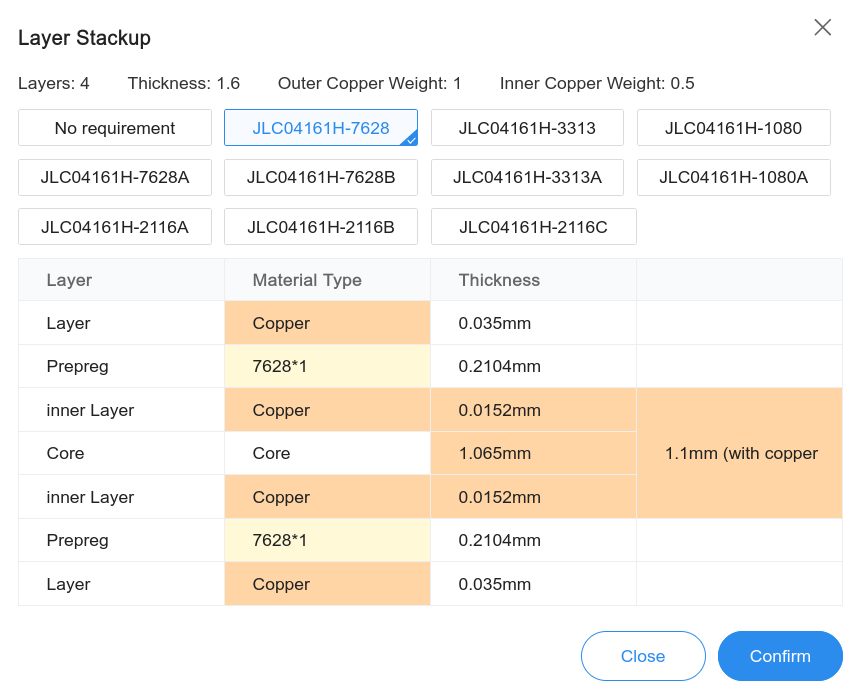 Layer Stackup
Layers: 4 Thickness: 1.6 Outer Copper Weight: 1 Inner Copper Weight: 0.5
No requirement JLC04161H-7628 JLC04161H-3313 JLC04161H-1080
JLC04161H-7628A JLC04161H-7628B JLC04161H-3313A JLC04161H-1080A
JLC04161H-2116A JLC04161H-2116B JLC04161H-2116C
Layer Material Type Thickness
Layer Copper 0.035mm
Prepreg 7628*1 0.2104mm
inner Layer Copper 0.0152mm
Core Core 1.065mm 1.1mm (with copper
inner Layer Copper 0.0152mm
Prepreg 7628*1 0.2104mm
Layer Copper 0.035mm
Close Confirm